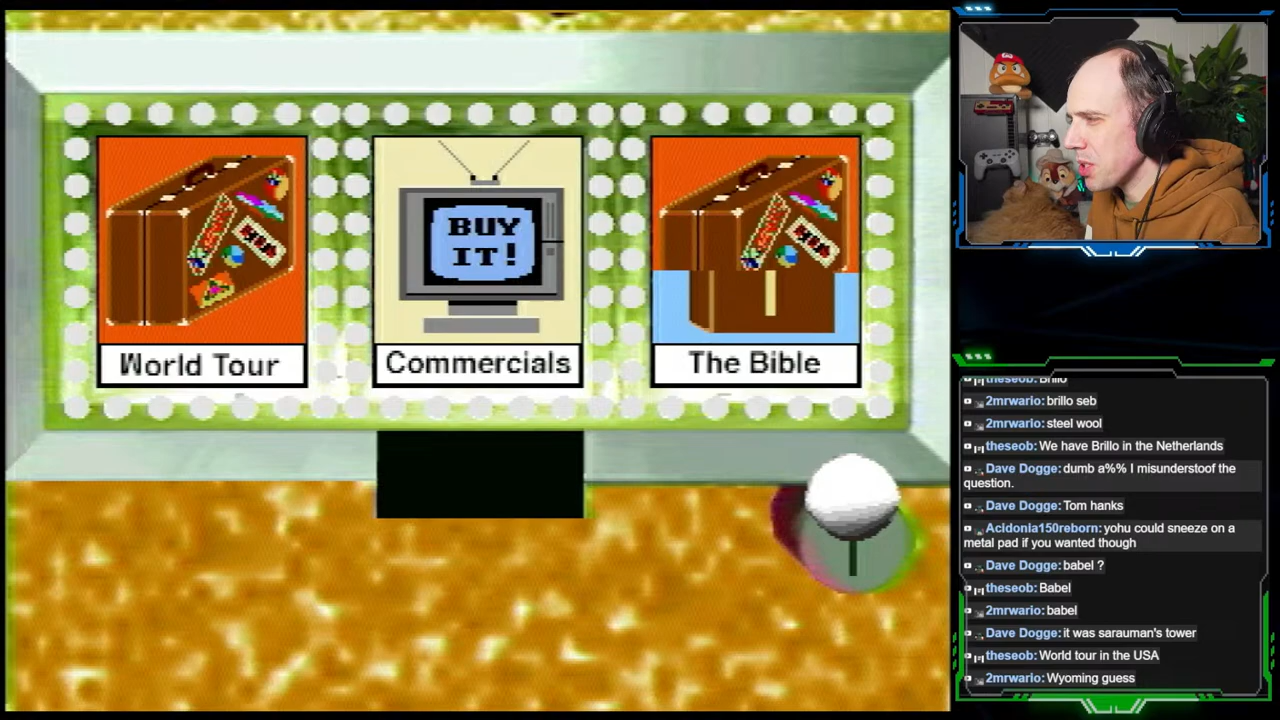 BUY
IT!
World Tour
Commercials
The Bible
theseob: Brillo
2mrwario: brillo seb
2mrwario: steel wool
theseob: We have Brillo in the Netherlands
Dave Dogge: dumb a%% I misunderstoof the
question.
Dave Dogge: Tom hanks
Acidonia150reborn: yohu could sneeze on a
metal pad if you wanted though
Dave Dogge: babel ?
theseob: Babel
2mrwario: babel
Dave Dogge: it was sarauman's tower
theseob: World tour in the USA
2mrwario: Wyoming guess